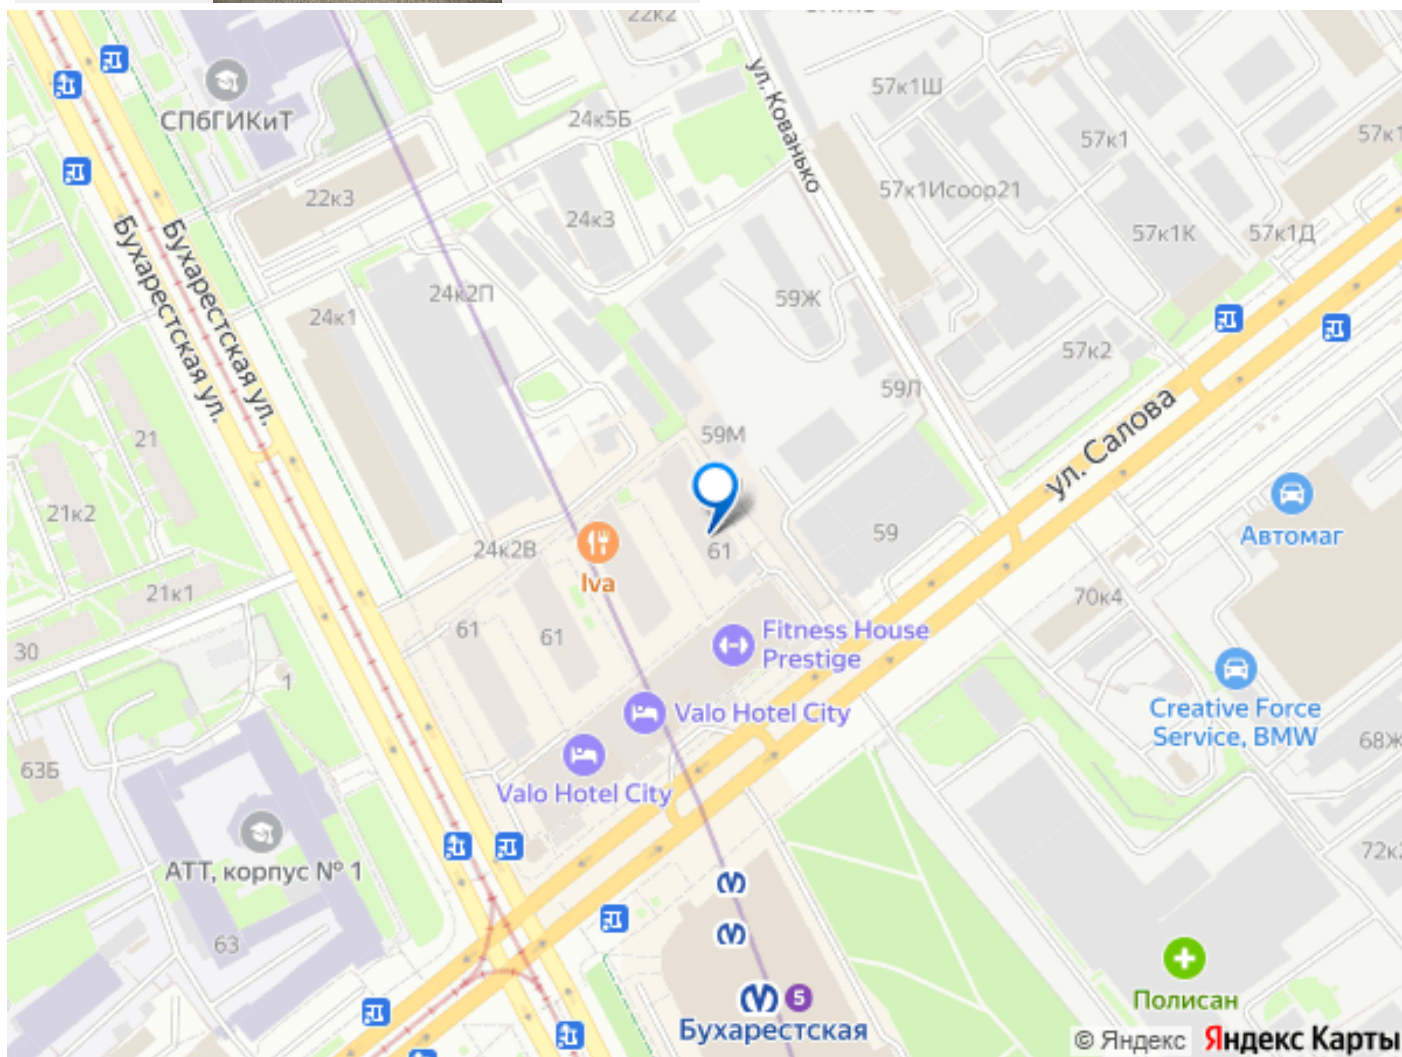 22к2
ул. Кованько
57к1Ш
СПбГИКиТ
24к5Б
57к1
57к1
22к3
57к1Исоор21
24к3
57к1К
57к1Д
Бухарестская ул.
Бухарестская ул.
24к2П
59Ж
24к1
57к2
59Л
ул. Салова
21
59М
21к2
Автомаг
24к2В
61
59
Iva
21к1
70к4
61
61
Fitness House
Prestige
30
1
Valo Hotel City
Creative Force
Service, BMW
68Ж
63Б
Valo Hotel City
АТТ, корпус № 1
72к2
63
5
Полисан
Бухарестская
© Яндекс Яндекс Карты